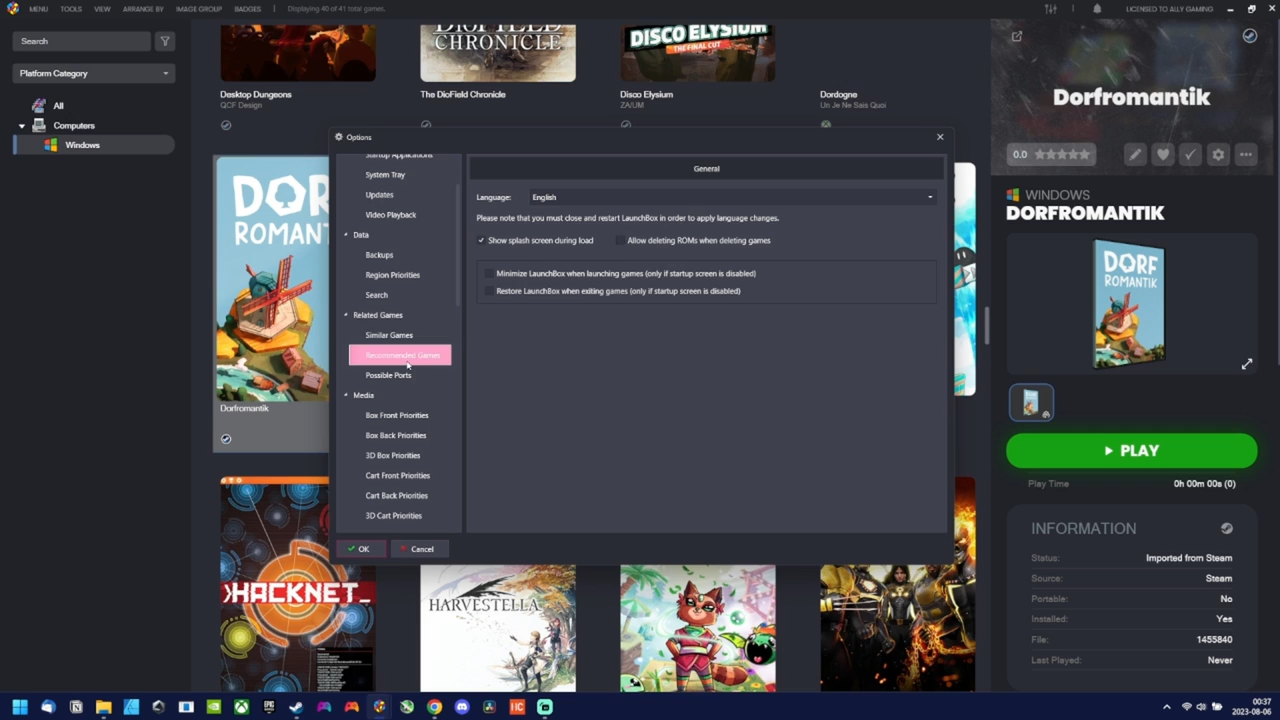 MENU TOOLS VIEW ARRANGE BY IMAGE GROUP BADGES Displaying 40 of 41 total games. LICENSED TO ALLY GAMING
Search
Platform Category
All
Computers
Windows
CHRONICLE
DISCO ELYSIUM
THE FINAL CUT
Desktop Dungeons
QCF Design
The DioField Chronicle
Disco Elysium
ZA/UM
Dordogne
Un Je Ne Sais Quoi
DORF
ROMAN
Dorfromantik
HACKNET_
HARVESTELLA
Options
Startup Applications
System Tray
Updates
Video Playback
Data
Backups
Region Priorities
Search
Related Games
Similar Games
Recommended Games
Possible Ports
Media
Box Front Priorities
Box Back Priorities
3D Box Priorities
Cart Front Priorities
Cart Back Priorities
3D Cart Priorities
General
Language: English
Please note that you must close and restart LaunchBox in order to apply language changes.
Show splash screen during load Allow deleting ROMs when deleting games
Minimize LaunchBox when launching games (only if startup screen is disabled)
Restore LaunchBox when exiting games (only if startup screen is disabled)
OK Cancel
Dorfromantik
0.0
WINDOWS
DORFROMANTIK
DORF
ROMANTIK
PLAY
Play Time 0h 00m 00s (0)
INFORMATION
Status: Imported from Steam
Source: Steam
Portable: No
Installed: Yes
File: 1455840
Last Played: Never
EPIC
HC
00:37
2023-08-06